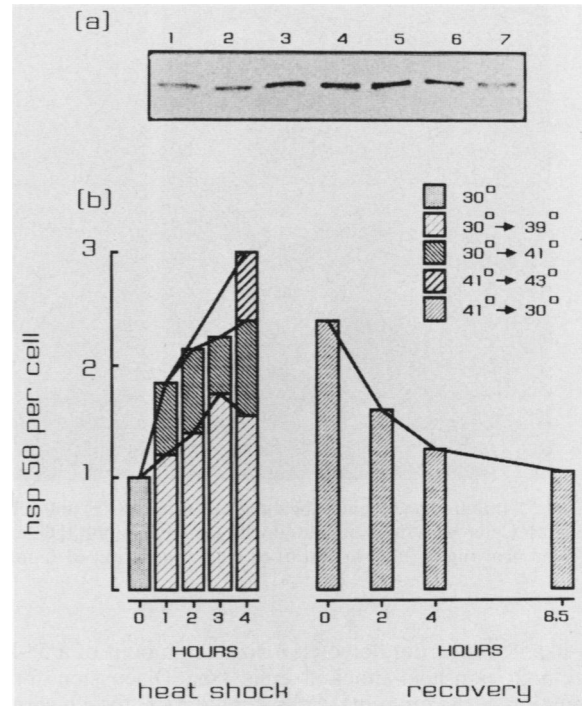 [a]
1 2 3 4 5 6 7
[b]
30°
30° → 39°
30° → 41°
41° → 43°
41° → 30°
3
2
1
hsp 58 per cell
0 1 2 3 4
0 2 4 8.5
HOURS HOURS
heat shock recovery